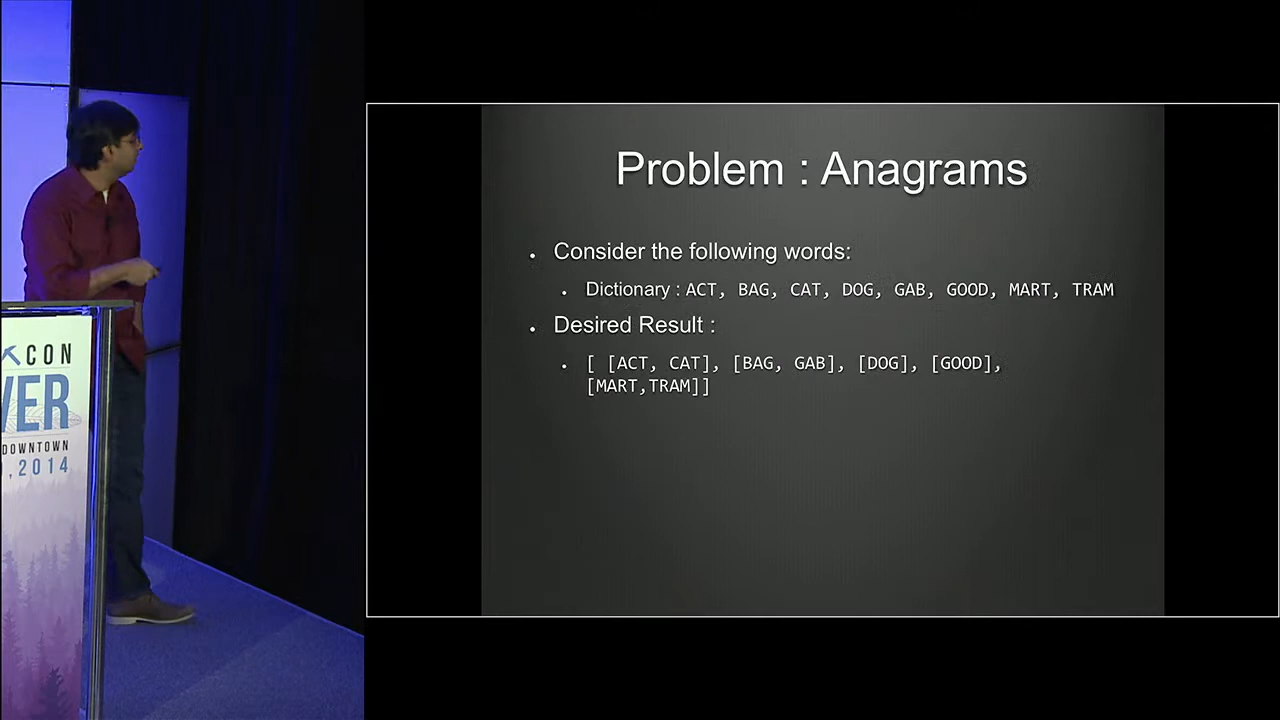 CON
VER
DOWNTOWN
,2014
Problem : Anagrams
• Consider the following words:
• Dictionary : ACT, BAG, CAT, DOG, GAB, GOOD, MART, TRAM
• Desired Result :
• [ [ACT, CAT], [BAG, GAB], [DOG], [GOOD],
[MART,TRAM]]